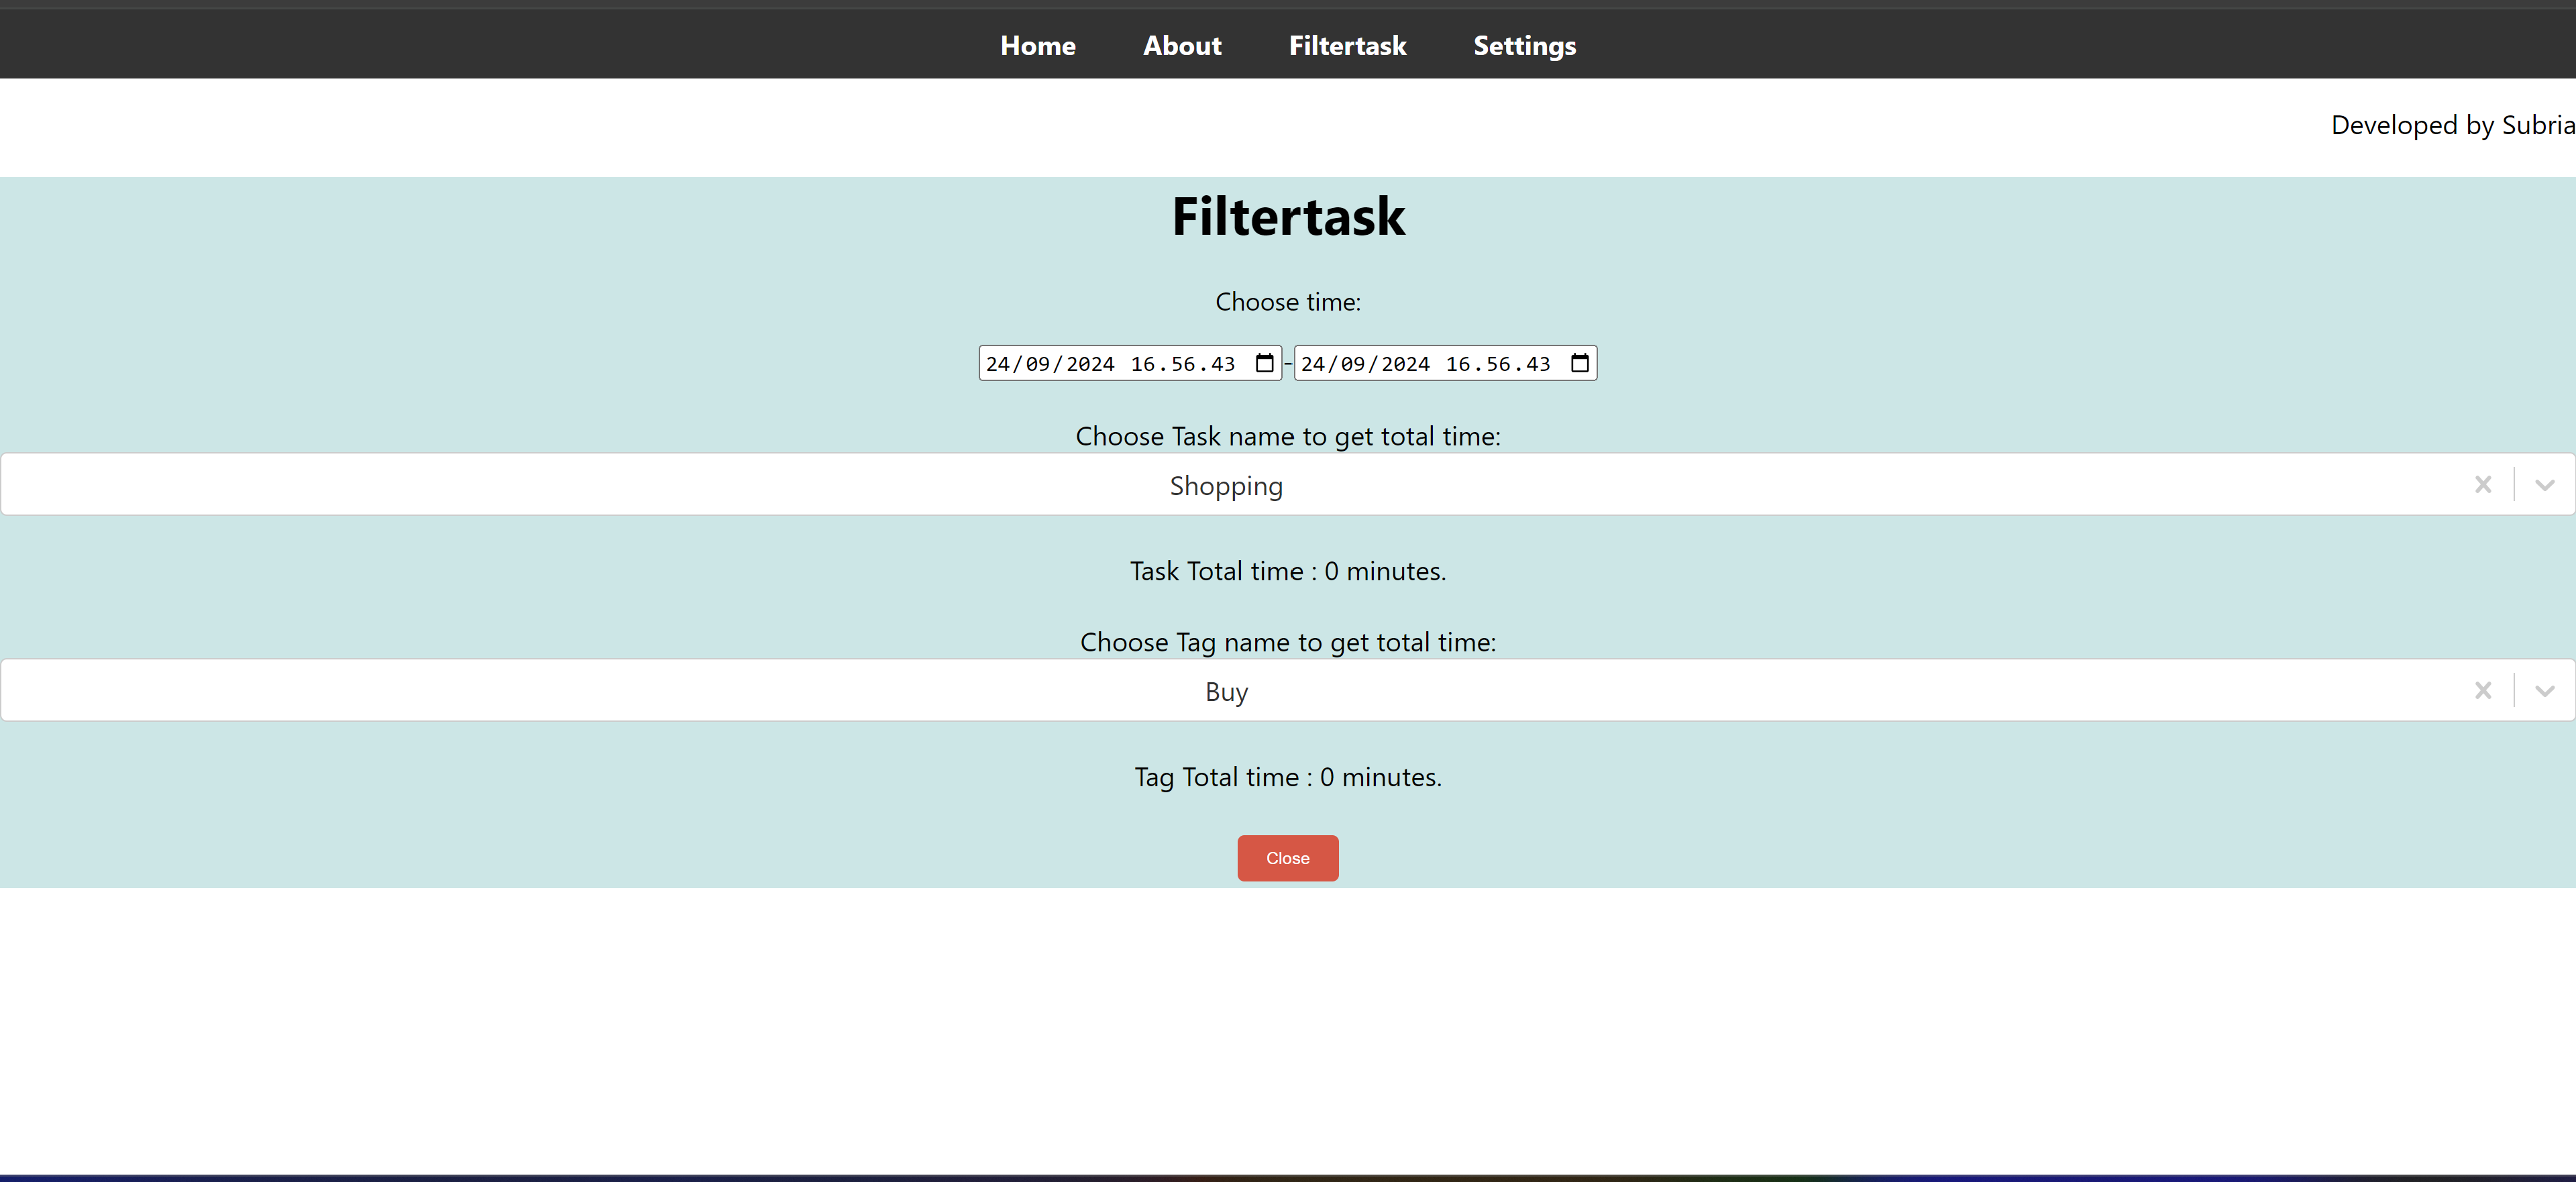 Home About Filtertask Settings
Developed by Subria
Filtertask
Choose time:
24/09/2024 16.56.43 - 24/09/2024 16.56.43
Choose Task name to get total time:
Shopping
Task Total time : 0 minutes.
Choose Tag name to get total time:
Buy
Tag Total time : 0 minutes.
Close